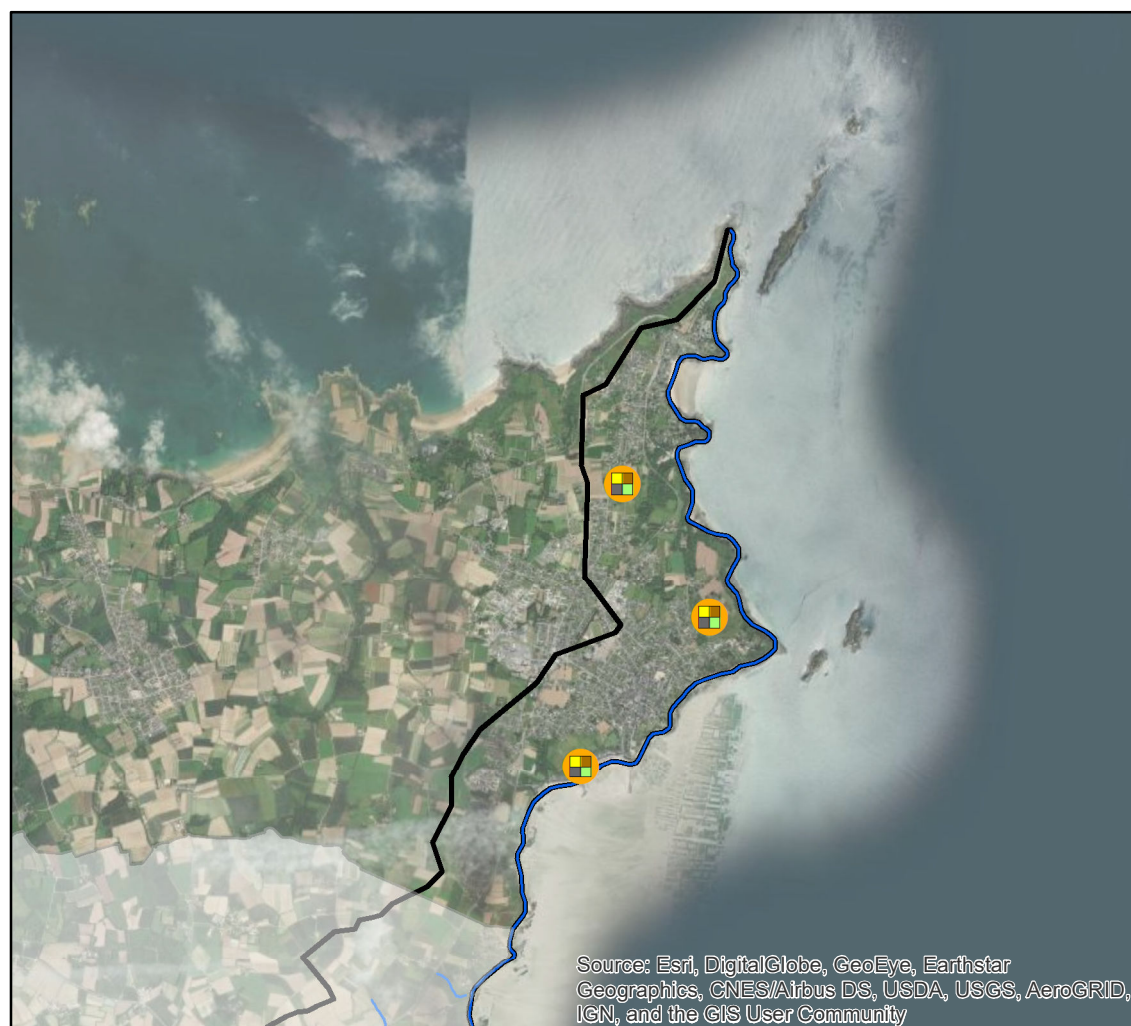 Source: Esri, DigitalGlobe, GeoEye, Earthstar
Geographics, CNES/Airbus DS, USDA, USGS, AeroGRID,
IGN, and the GIS User Community